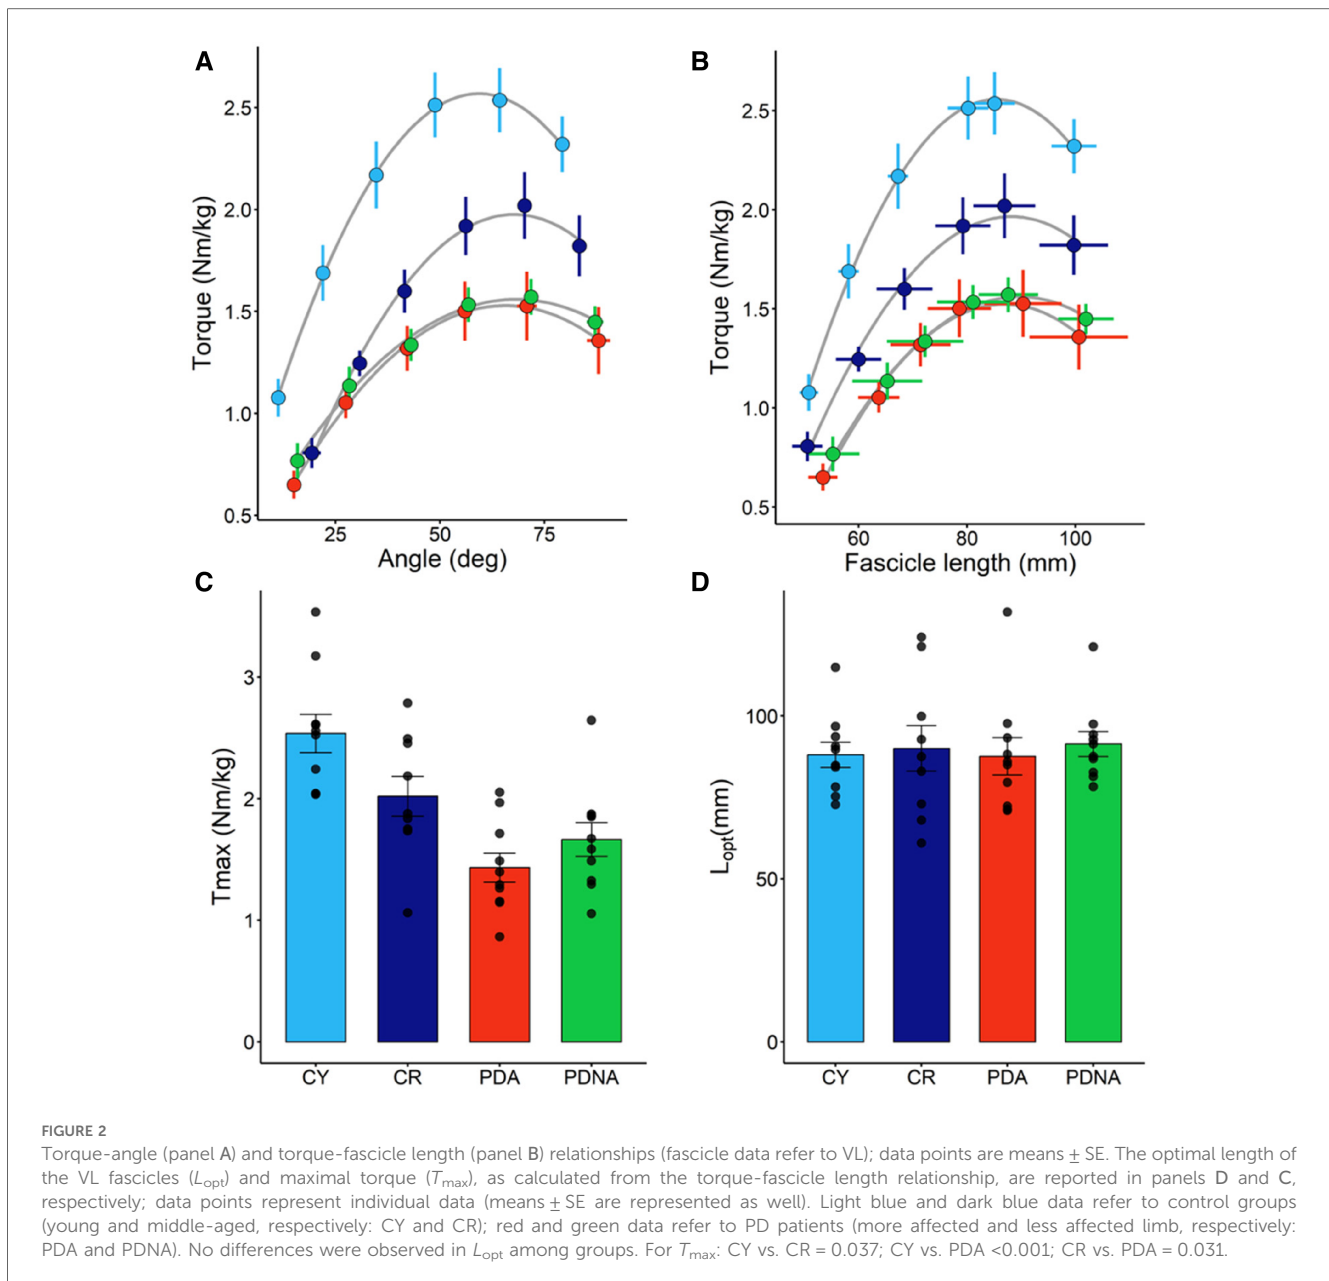 A
B
Torque (Nm/kg)
2.5
2.0
1.5
1.0
0.5
25
50
75
Angle (deg)
Torque (Nm/kg)
2.5
2.0
1.5
1.0
0.5
60
80
100
Fascicle length (mm)
C
D
Tmax (Nm/kg)
3
2
1
0
CY
CR
PDA
PDNA
Lopt(mm)
100
50
0
CY
CR
PDA
PDNA
FIGURE 2
Torque-angle (panel A) and torque-fascicle length (panel B) relationships (fascicle data refer to VL); data points are means ± SE. The optimal length of
the VL fascicles (Lopt) and maximal torque (Tmax), as calculated from the torque-fascicle length relationship, are reported in panels D and C,
respectively; data points represent individual data (means ± SE are represented as well). Light blue and dark blue data refer to control groups
(young and middle-aged, respectively: CY and CR); red and green data refer to PD patients (more affected and less affected limb, respectively:
PDA and PDNA). No differences were observed in Lopt among groups. For Tmax: CY vs. CR = 0.037; CY vs. PDA <0.001; CR vs. PDA = 0.031.